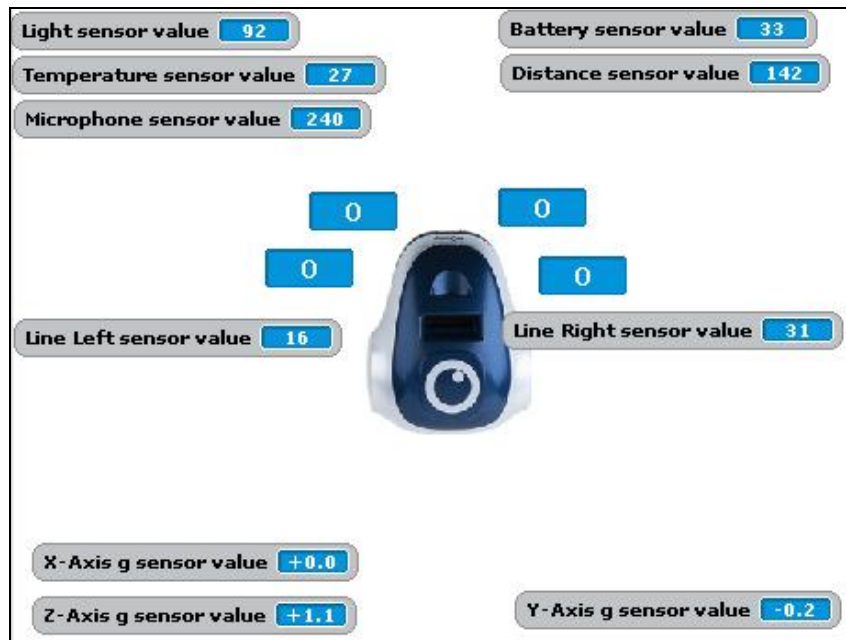 Light sensor value 92
Battery sensor value 33
Temperature sensor value 27
Distance sensor value 142
Microphone sensor value 240
0
0
0
0
Line Left sensor value 16
Line Right sensor value 31
X-Axis g sensor value +0.0
Z-Axis g sensor value +1.1
Y-Axis g sensor value -0.2